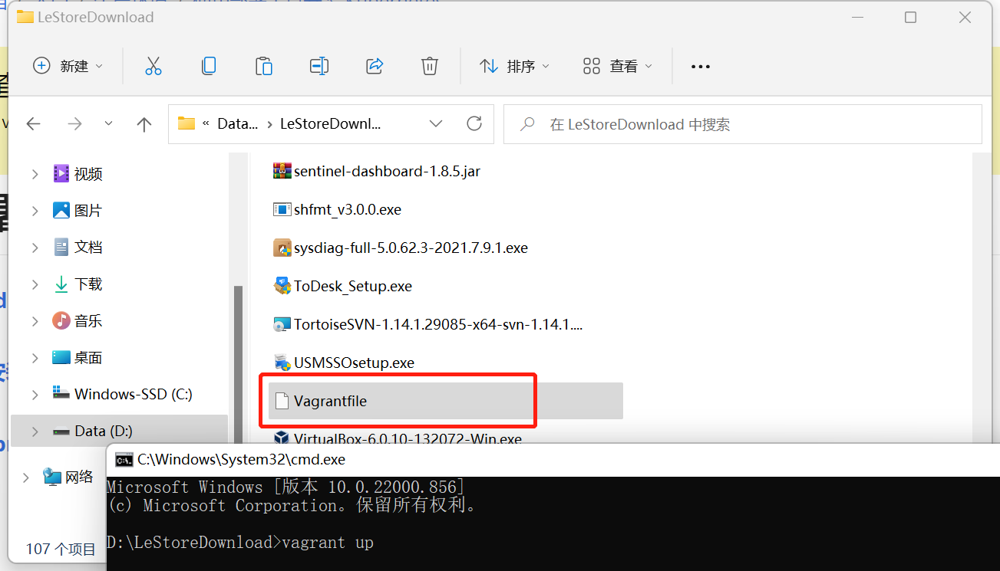 LeStoreDownload
新建
排序
查看
« Data... › LeStoreDownl...
在 LeStoreDownload 中搜索
视频
图片
文档
下载
音乐
桌面
Windows-SSD (C:)
Data (D:)
网络
107 个项目
sentinel-dashboard-1.8.5.jar
shfmt_v3.0.0.exe
sysdiag-full-5.0.62.3-2021.7.9.1.exe
ToDesk_Setup.exe
TortoiseSVN-1.14.1.29085-x64-svn-1.14.1....
USMSSOsetup.exe
Vagrantfile
VirtualBox-6.0.10-132072-Win.exe
C:\Windows\System32\cmd.exe
Microsoft Windows [版本 10.0.22000.856]
(c) Microsoft Corporation。保留所有权利。
D:\LeStoreDownload>vagrant up